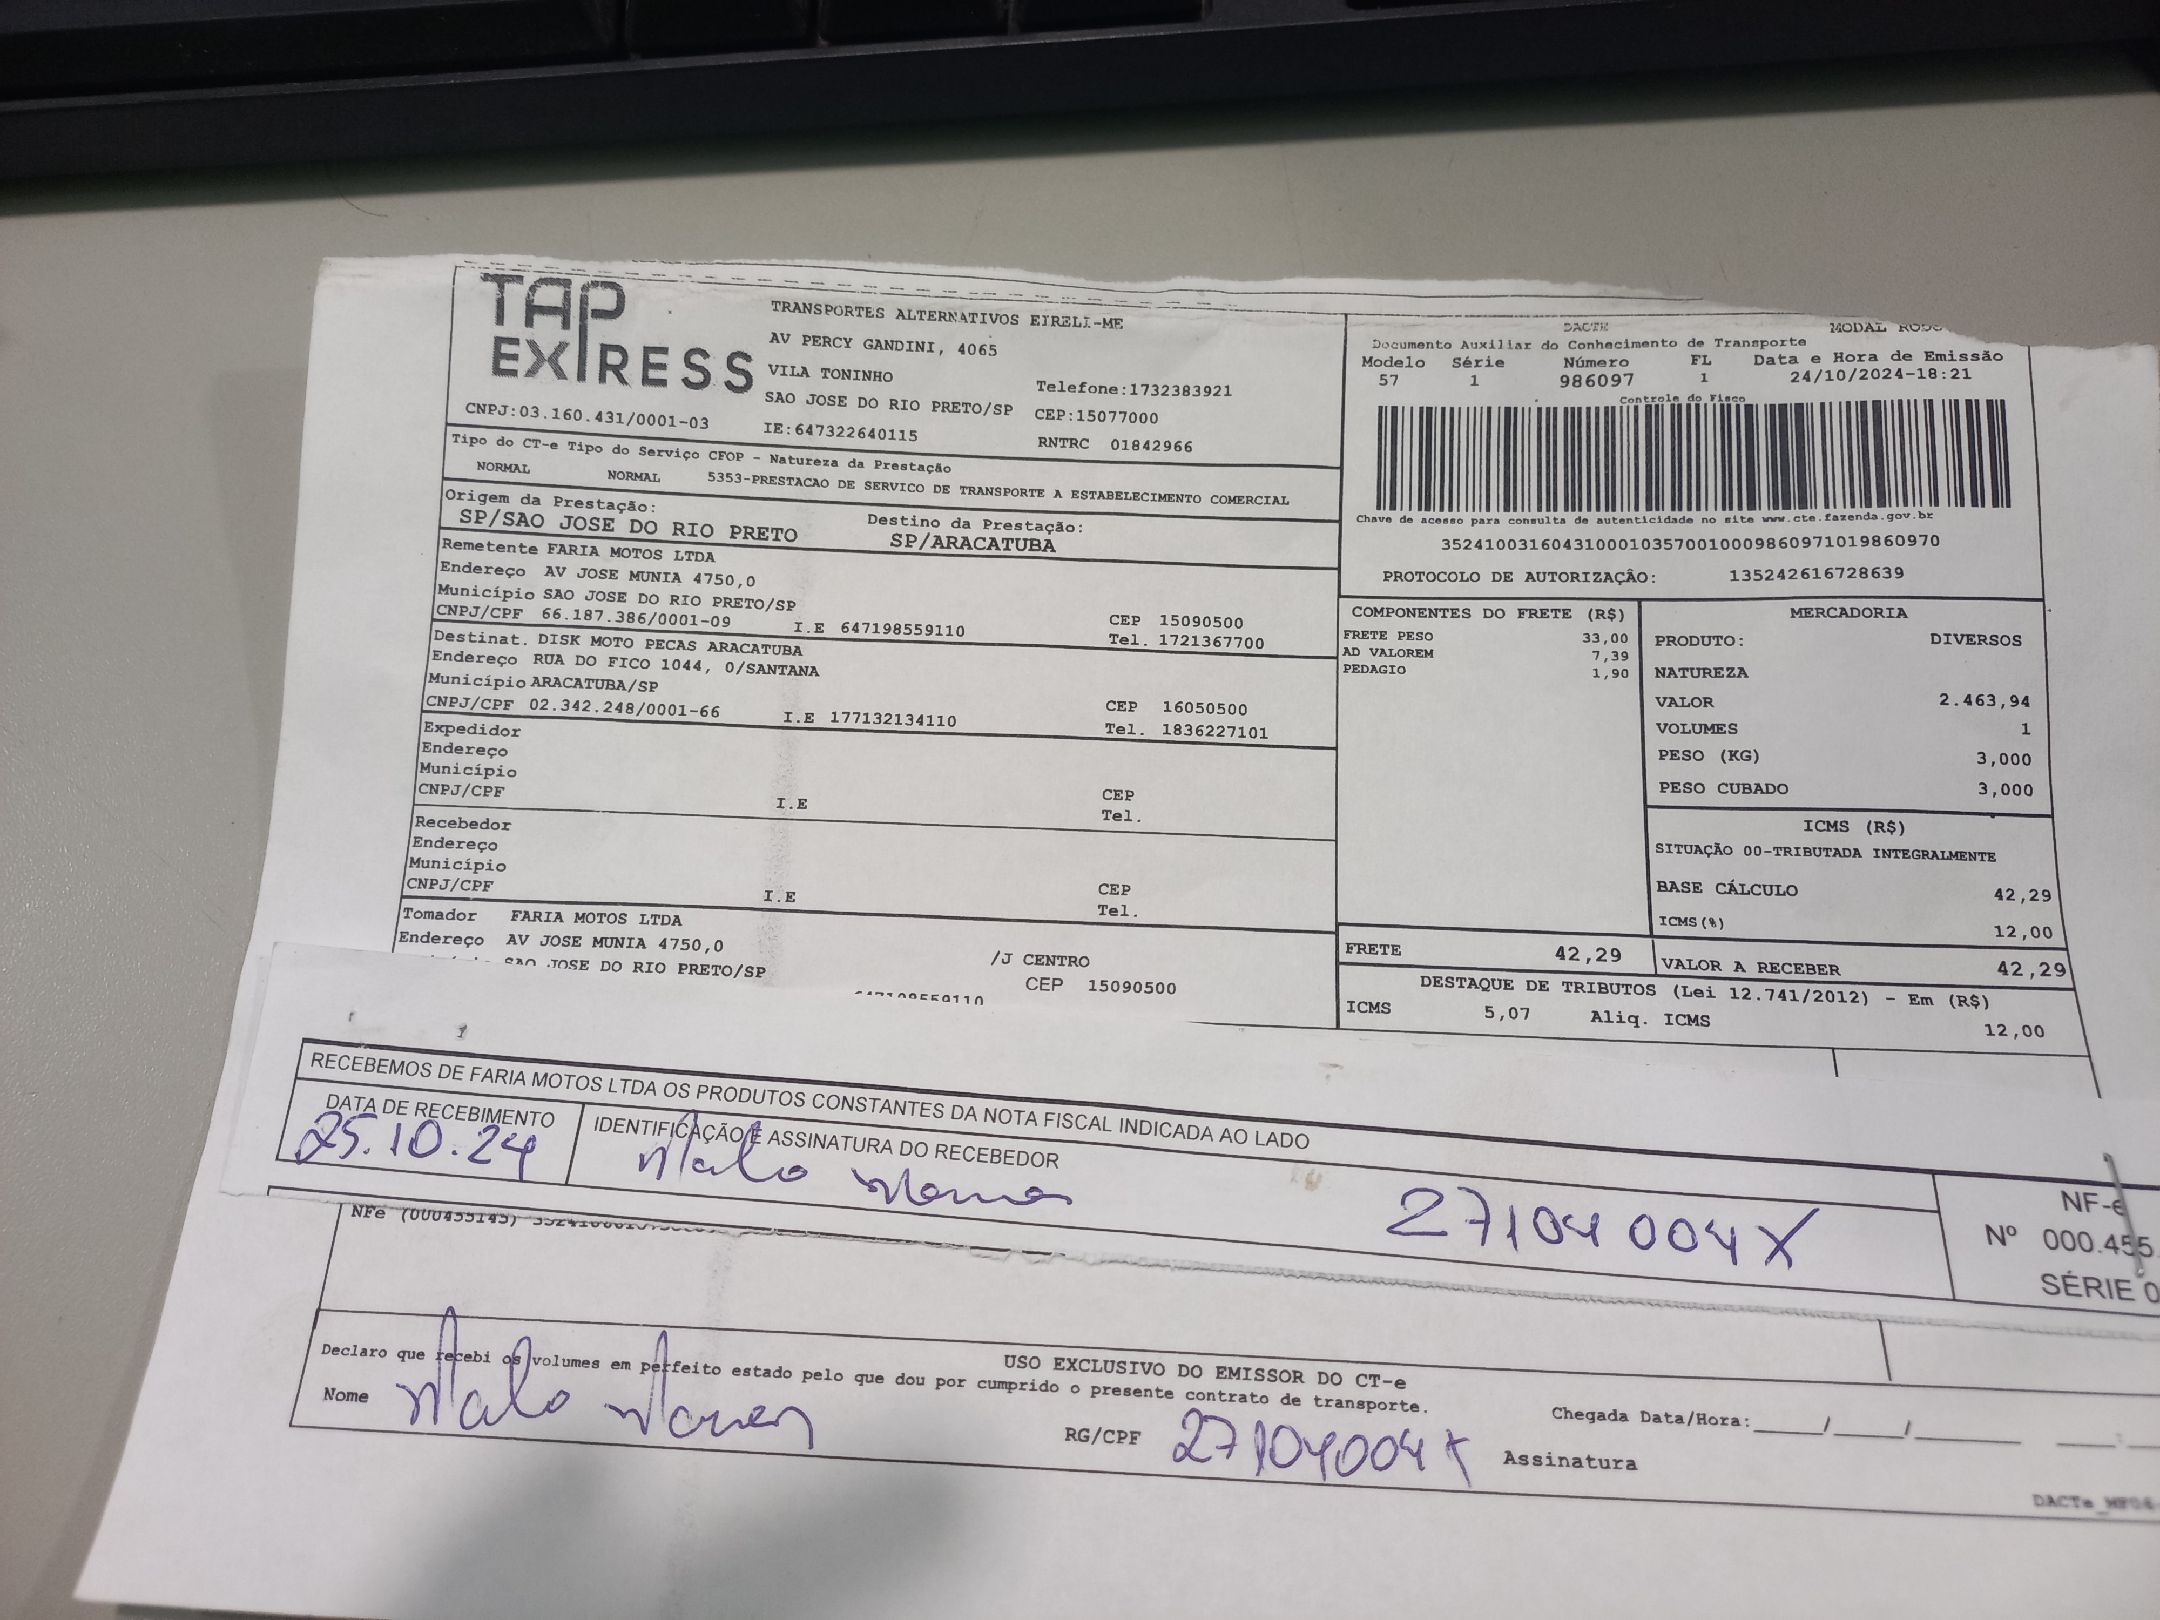 TAP
EXPRESS
TRANSPORTES ALTERNATIVOS EIRELI-ME
AV PERCY GANDINI, 4065
VILA TONINHO
Telefone:1732383921
SAO JOSE DO RIO PRETO/SP CEP:15077000
CNPJ:03.160.431/0001-03 IE:647322640115 RNTRC 01842966
Tipo do CT-e Tipo do Serviço CFOP - Natureza da Prestação
NORMAL NORMAL 5353-PRESTACAO DE SERVICO DE TRANSPORTE A ESTABELECIMENTO COMERCIAL
Origem da Prestação: Destino da Prestação:
SP/SAO JOSE DO RIO PRETO SP/ARACATUBA
Remetente FARIA MOTOS LTDA
Endereço AV JOSE MUNIA 4750,0
Município SAO JOSE DO RIO PRETO/SP CEP 15090500
CNPJ/CPF 66.187.386/0001-09 I.E 647198559110 Tel. 1721367700
Destinat. DISK MOTO PECAS ARACATUBA
Endereço RUA DO FICO 1044, 0/SANTANA
Município ARACATUBA/SP CEP 16050500
CNPJ/CPF 02.342.248/0001-66 I.E 177132134110 Tel. 1836227101
Expedidor
Endereço
Município CEP
CNPJ/CPF I.E Tel.
Recebedor
Endereço
Município CEP
CNPJ/CPF I.E Tel.
Tomador FARIA MOTOS LTDA
Endereço AV JOSE MUNIA 4750,0 /J CENTRO
SAO JOSE DO RIO PRETO/SP CEP 15090500
647198559110
DACTE MODAL
Documento Auxiliar do Conhecimento de Transporte
Modelo Série Número FL Data e Hora de Emissão
57 1 986097 1 24/10/2024-18:21
Controle do Fisco
Chave de acesso para consulta de autenticidade no site www.cte.fazenda.gov.br
35241003160431000103570010009860971019860970
PROTOCOLO DE AUTORIZAÇÂO: 135242616728639
COMPONENTES DO FRETE (R$)
FRETE PESO 33,00
AD VALOREM 7,39
PEDAGIO 1,90
MERCADORIA
PRODUTO: DIVERSOS
NATUREZA
VALOR 2.463,94
VOLUMES 1
PESO (KG) 3,000
PESO CUBADO 3,000
ICMS (R$)
SITUAÇÃO 00-TRIBUTADA INTEGRALMENTE
BASE CÁLCULO 42,29
ICMS(%) 12,00
FRETE 42,29 VALOR A RECEBER 42,29
DESTAQUE DE TRIBUTOS (Lei 12.741/2012) - Em (R$)
ICMS 5,07 Aliq. ICMS 12,00
RECEBEMOS DE FARIA MOTOS LTDA OS PRODUTOS CONSTANTES DA NOTA FISCAL INDICADA AO LADO
DATA DE RECEBIMENTO IDENTIFICAÇÃO E ASSINATURA DO RECEBEDOR
25.10.24 27104004X
NF-e
Nº 000.455
SÉRIE 0
NFe (000455145)
USO EXCLUSIVO DO EMISSOR DO CT-e
Declaro que recebi os volumes em perfeito estado pelo que dou por cumprido o presente contrato de transporte.
Nome RG/CPF 27104004X Chegada Data/Hora:____/____/______ ____:
Assinatura